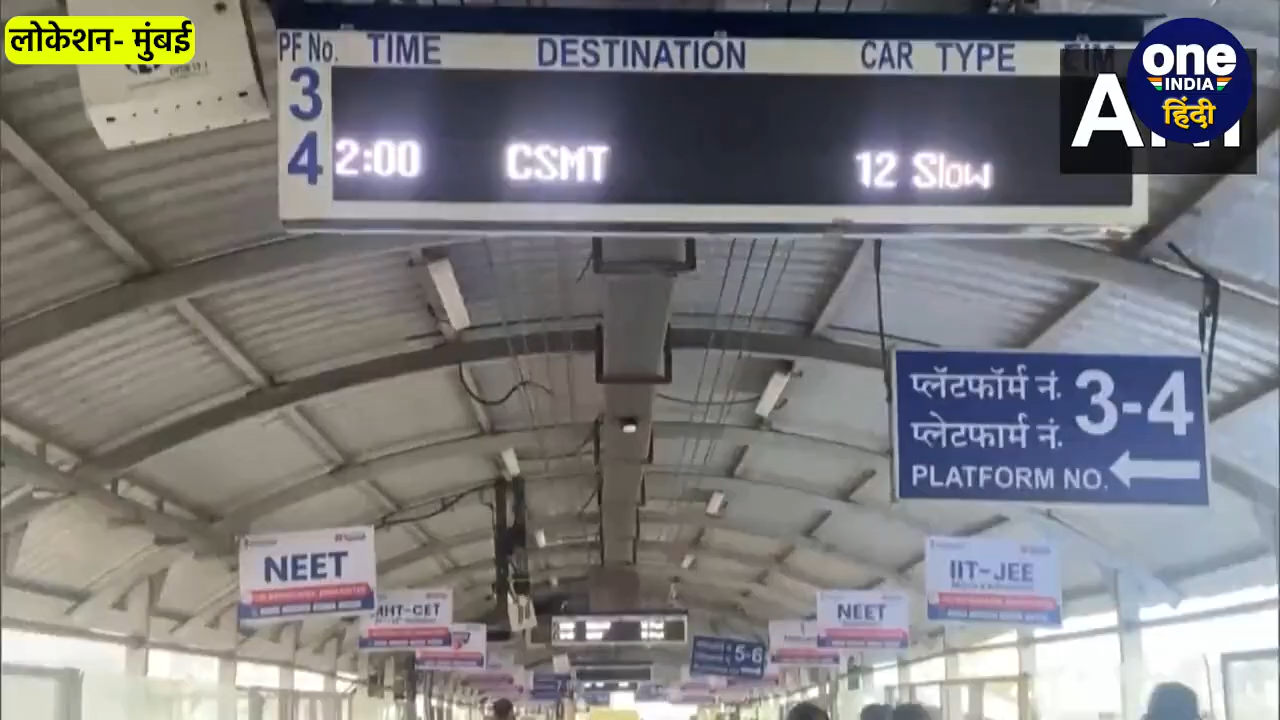 लोकेशन- मुंबई
one
INDIA
हिंदी
PF No. TIME DESTINATION CAR TYPE
3
4 2:00 CSMT 12 Slow
प्लॅटफॉर्म नं. 3-4
प्लेटफार्म नं.
PLATFORM NO.
NEET
IIT-JEE
MHT-CET
NEET
5-6